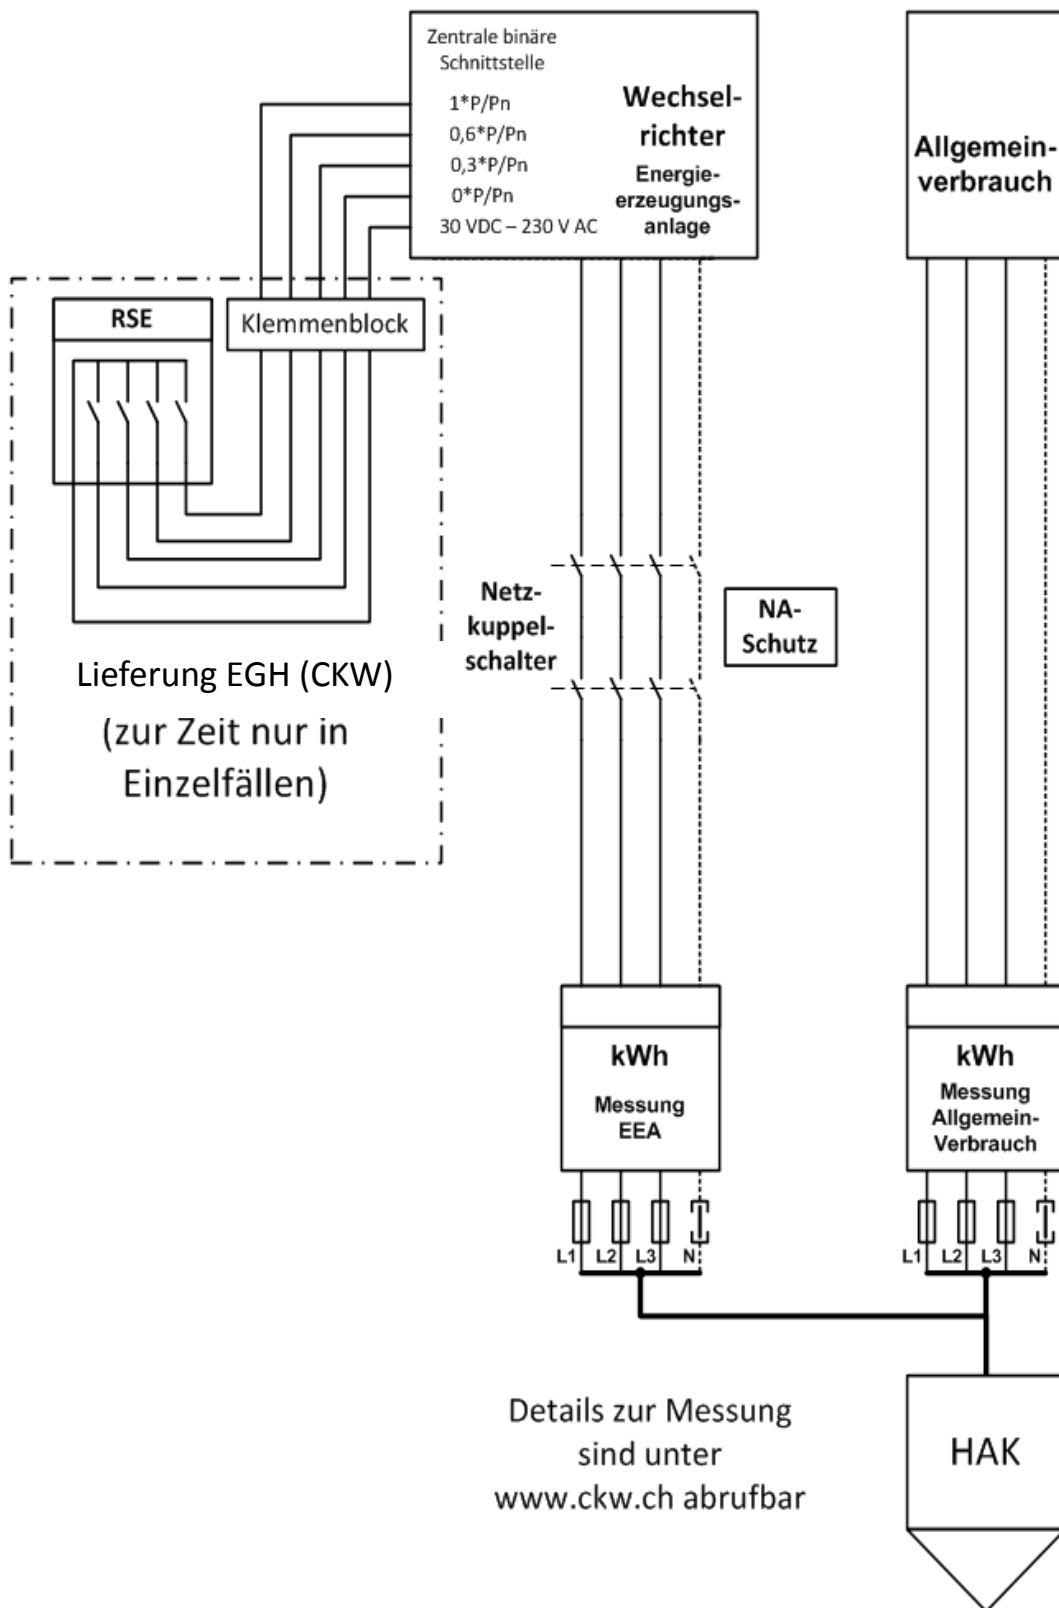 Zentrale binäre
Schnittstelle
1*P/Pn
0,6*P/Pn
0,3*P/Pn
0*P/Pn
30 VDC – 230 V AC
Wechsel-
richter
Energie-
erzeugungs-
anlage
Allgemein-
verbrauch
RSE
Klemmenblock
Lieferung EGH (CKW)
(zur Zeit nur in
Einzelfällen)
Netz-
kuppel-
schalter
NA-
Schutz
kWh
Messung
EEA
L1 L2 L3 N
kWh
Messung
Allgemein-
Verbrauch
L1 L2 L3 N
Details zur Messung
sind unter
www.ckw.ch abrufbar
HAK